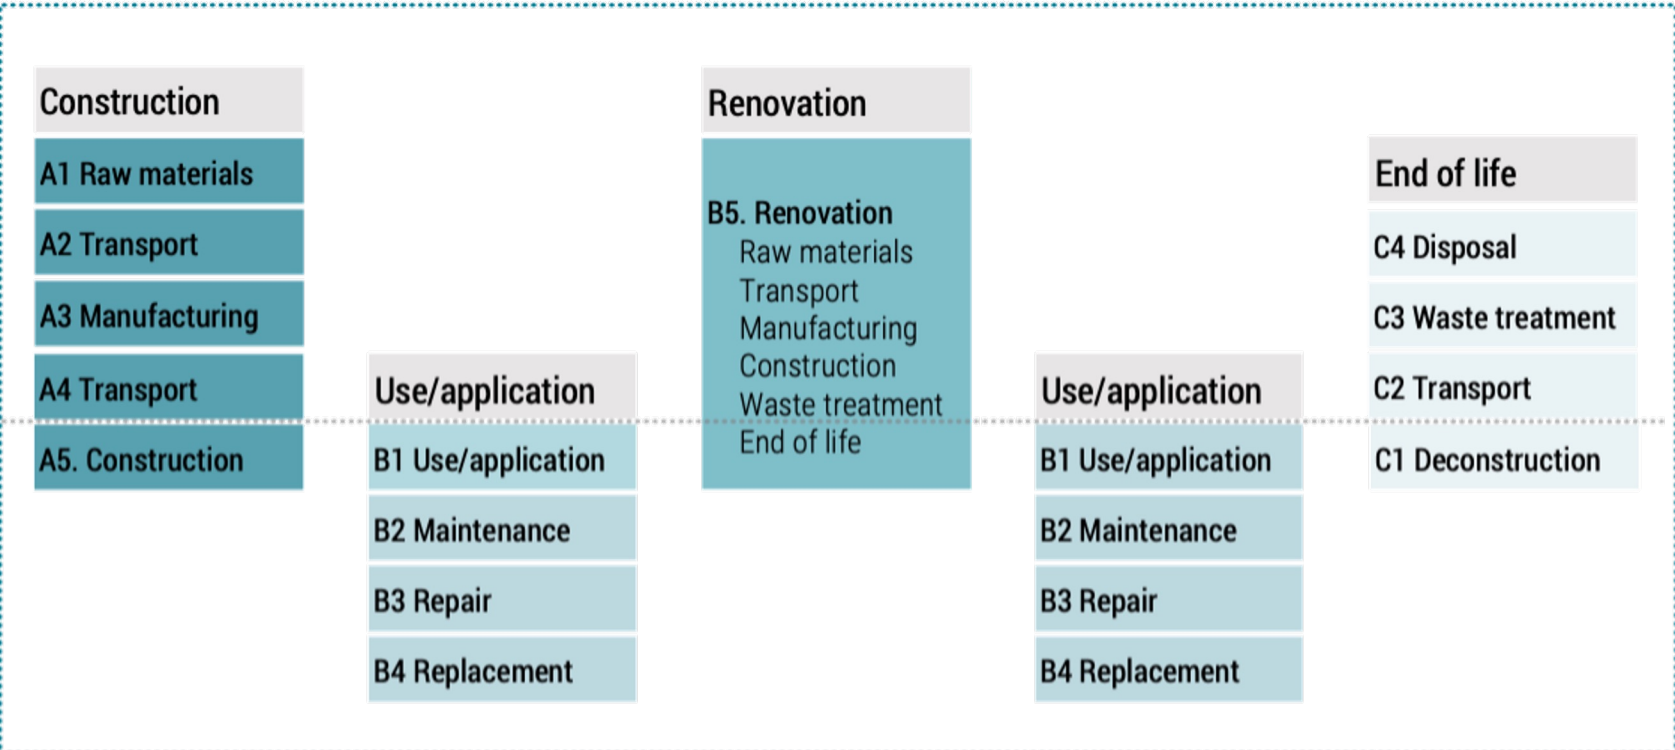 Construction
A1 Raw materials
A2 Transport
A3 Manufacturing
A4 Transport
A5. Construction
Use/application
B1 Use/application
B2 Maintenance
B3 Repair
B4 Replacement
Renovation
B5. Renovation
Raw materials
Transport
Manufacturing
Construction
Waste treatment
End of life
Use/application
B1 Use/application
B2 Maintenance
B3 Repair
B4 Replacement
End of life
C4 Disposal
C3 Waste treatment
C2 Transport
C1 Deconstruction